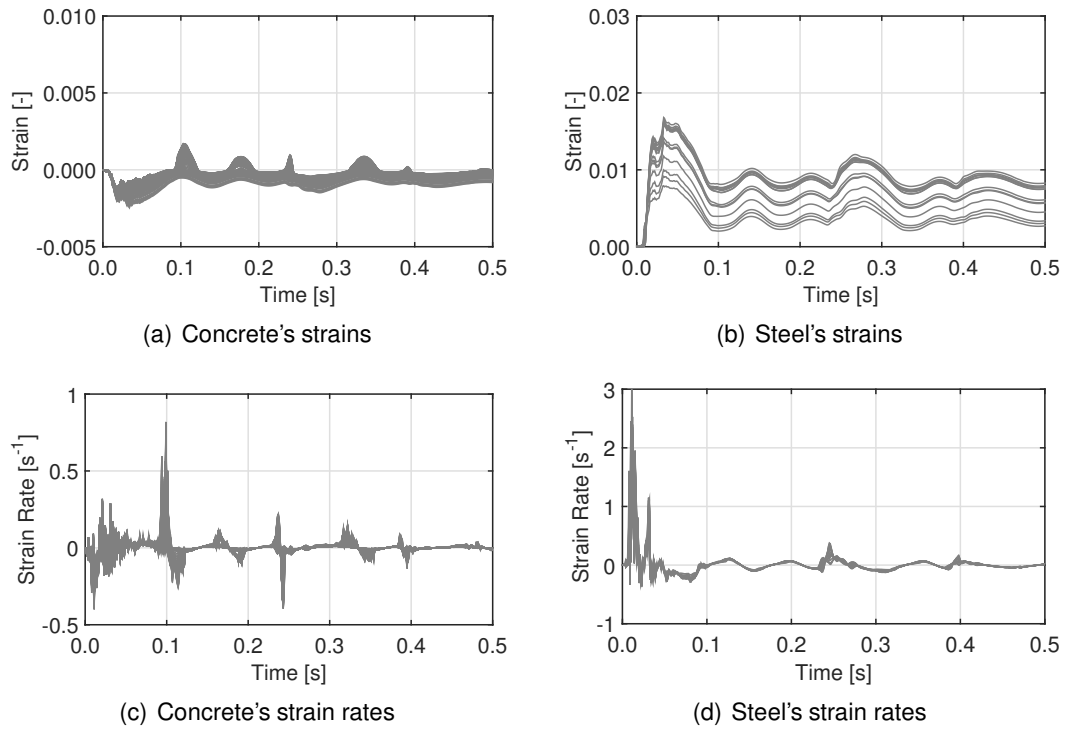 0.010
0.005
0.000
-0.005
Strain [-]
0.0 0.1 0.2 0.3 0.4 0.5
Time [s]
(a) Concrete's strains
0.03
0.02
0.01
0.00
Strain [-]
0.0 0.1 0.2 0.3 0.4 0.5
Time [s]
(b) Steel's strains
1
0.5
0
-0.5
Strain Rate [s⁻¹]
0.0 0.1 0.2 0.3 0.4 0.5
Time [s]
(c) Concrete's strain rates
3
2
1
0
-1
Strain Rate [s⁻¹]
0.0 0.1 0.2 0.3 0.4 0.5
Time [s]
(d) Steel's strain rates